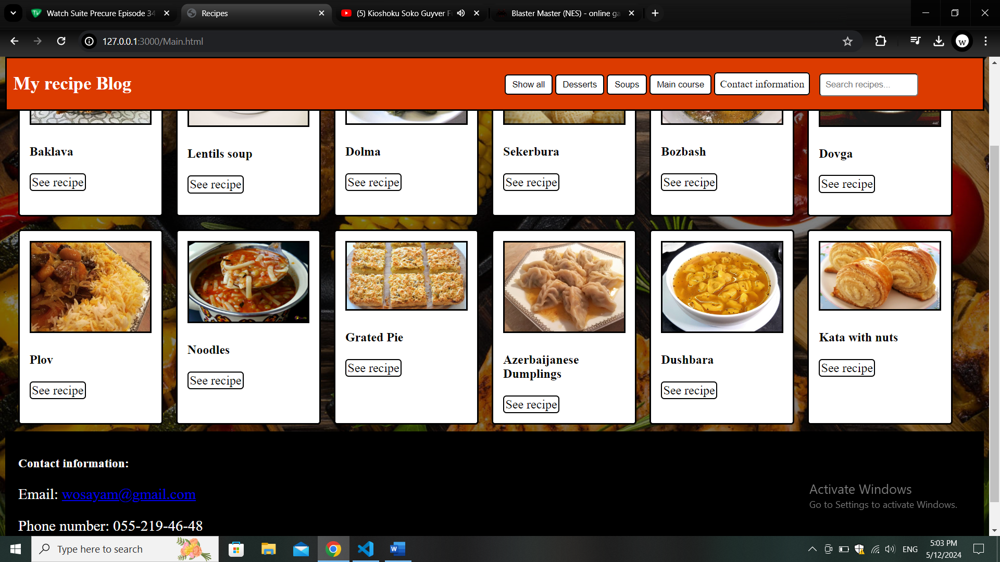 Watch Suite Precure Episode 34
Recipes
(5) Kioshoku Soko Guyver F
Blaster Master (NES) - online ga
127.0.0.1:3000/Main.html
w
My recipe Blog
Show all
Desserts
Soups
Main course
Contact information
Search recipes...
Baklava
Lentils soup
Dolma
Sekerbura
Bozbash
Dovga
See recipe
See recipe
See recipe
See recipe
See recipe
See recipe
Plov
Noodles
Grated Pie
Azerbaijanese
Dumplings
Dushbara
Kata with nuts
See recipe
See recipe
See recipe
See recipe
See recipe
See recipe
Contact information:
Email: wosayam@gmail.com
Phone number: 055-219-46-48
Activate Windows
Go to Settings to activate Windows.
Type here to search
ENG
5:03 PM
5/12/2024